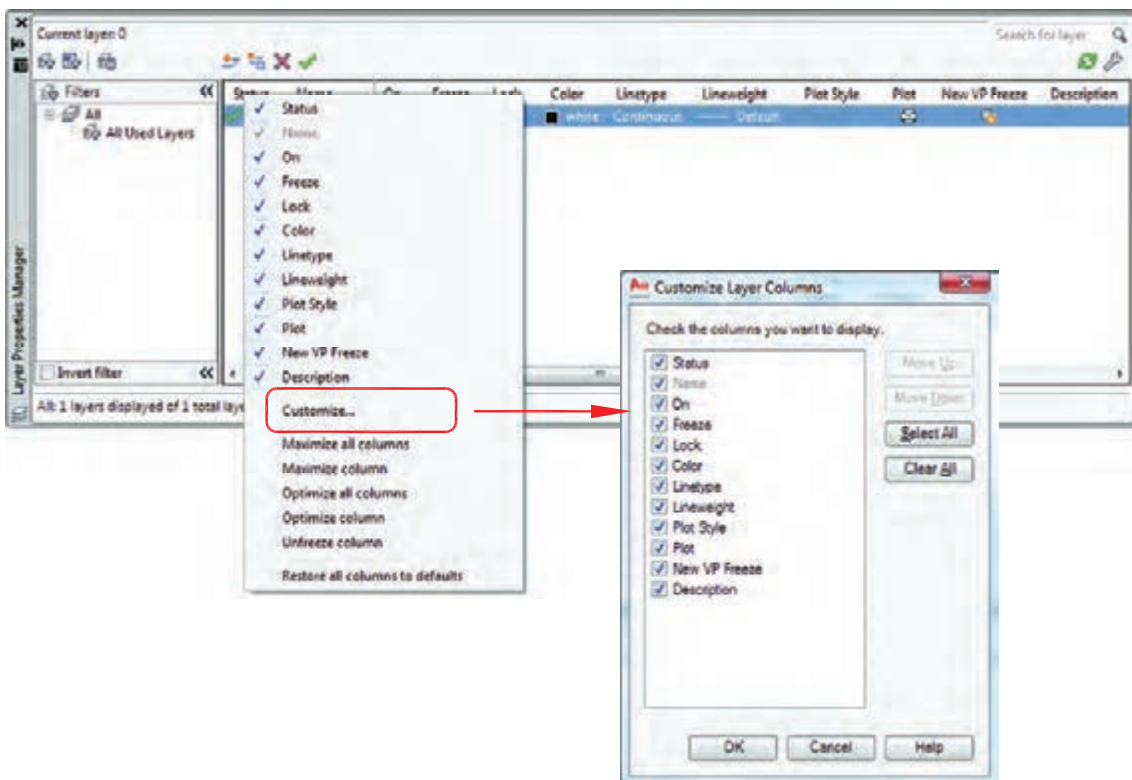 Current layer: 0
Search for layer
Filters
All
All Used Layers
Invert filter
All: 1 layers displayed of 1 total
Layer Properties Manager
Status Name On Freeze Lock Color Linetype Lineweight Plot Style Plot New VP Freeze Description
white Continuous Default
Status
Name
On
Freeze
Lock
Color
Linetype
Lineweight
Plot Style
Plot
New VP Freeze
Description
Customize...
Maximize all columns
Maximize column
Optimize all columns
Optimize column
Unfreeze column
Restore all columns to defaults
Customize Layer Columns
Check the columns you want to display.
Status
Name
On
Freeze
Lock
Color
Linetype
Lineweight
Plot Style
Plot
New VP Freeze
Description
Move Up
Move Down
Select All
Clear All
OK
Cancel
Help